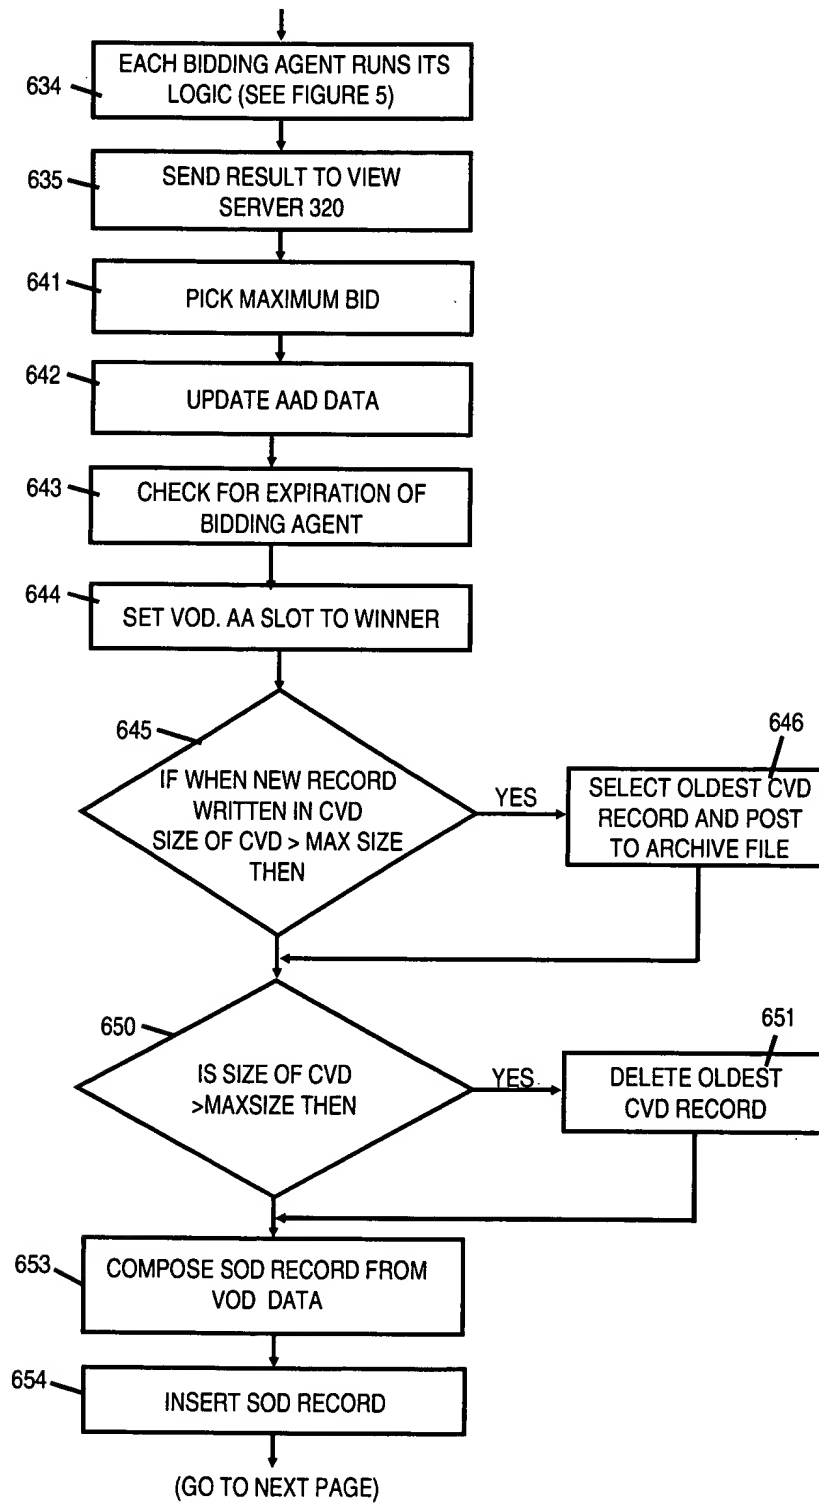 634
EACH BIDDING AGENT RUNS ITS
LOGIC (SEE FIGURE 5)
635
SEND RESULT TO VIEW
SERVER 320
641
PICK MAXIMUM BID
642
UPDATE AAD DATA
643
CHECK FOR EXPIRATION OF
BIDDING AGENT
644
SET VOD. AA SLOT TO WINNER
645
IF WHEN NEW RECORD
WRITTEN IN CVD
SIZE OF CVD > MAX SIZE
THEN
YES
646
SELECT OLDEST CVD
RECORD AND POST
TO ARCHIVE FILE
650
IS SIZE OF CVD
>MAXSIZE THEN
YES
651
DELETE OLDEST
CVD RECORD
653
COMPOSE SOD RECORD FROM
VOD DATA
654
INSERT SOD RECORD
(GO TO NEXT PAGE)